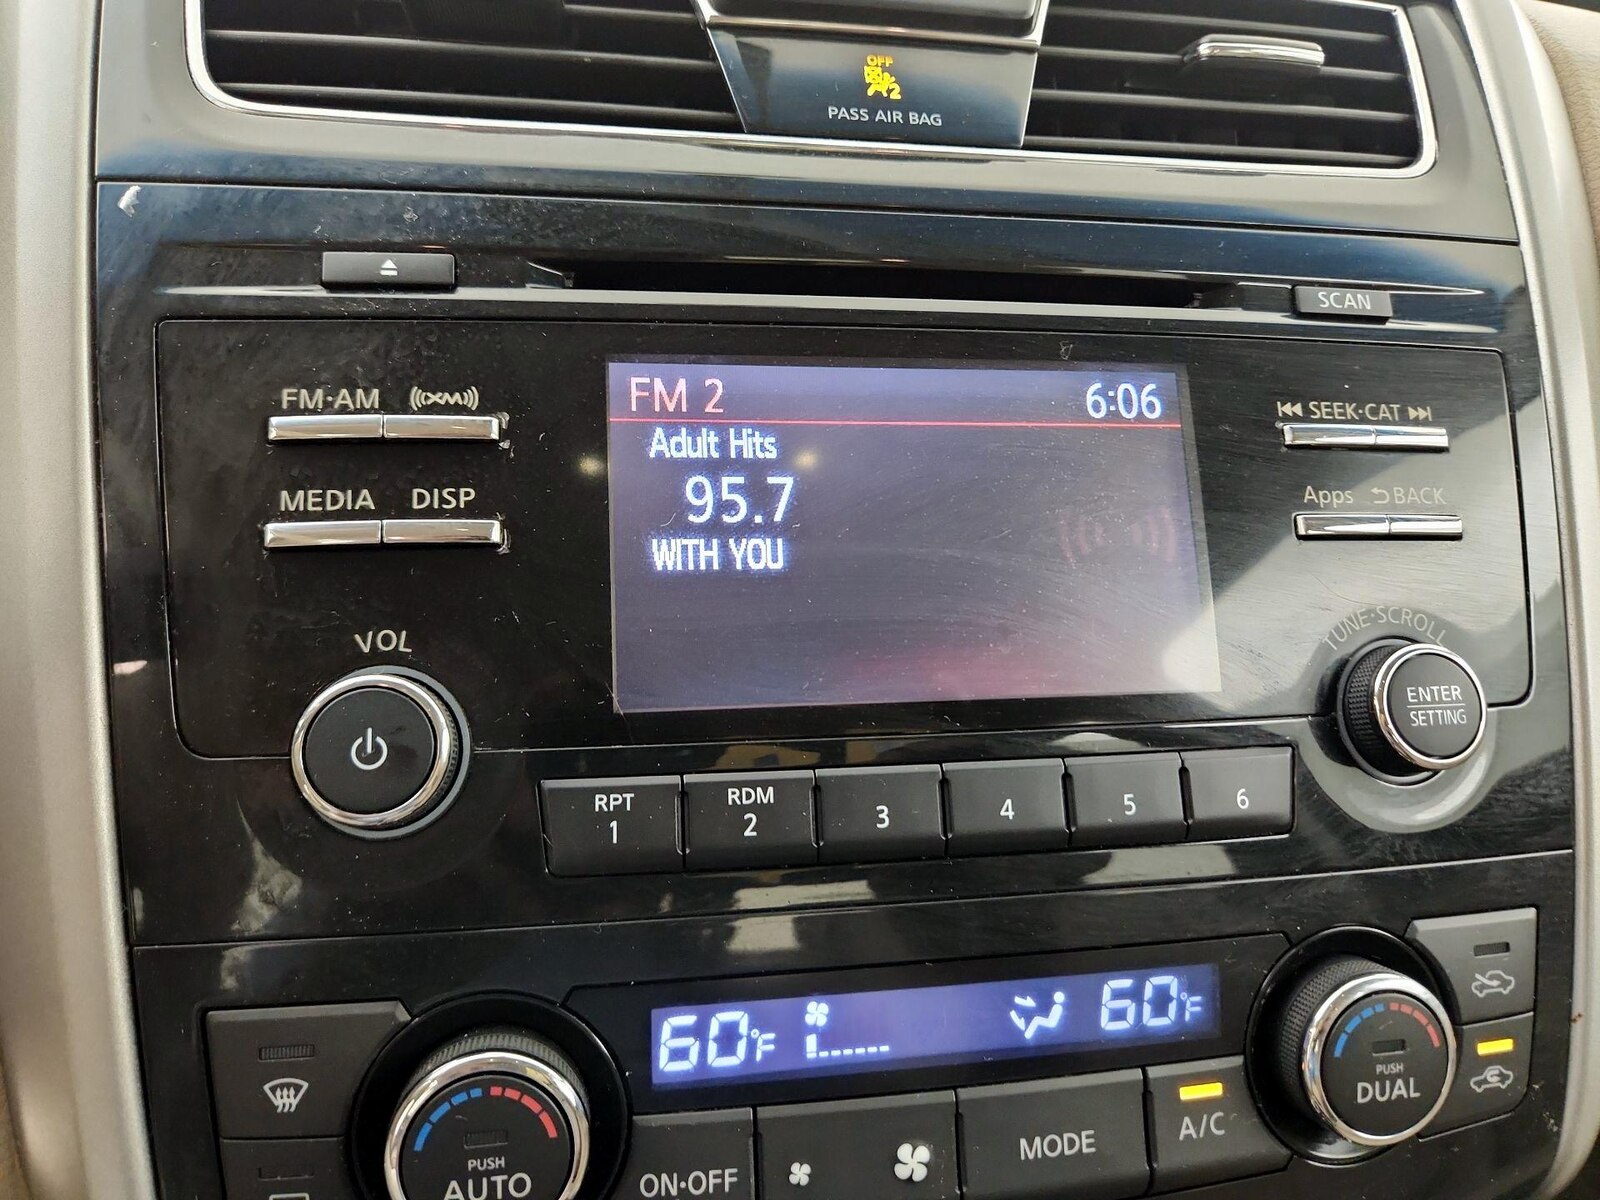 OFF
2
PASS AIR BAG
SCAN
FM·AM XM
MEDIA DISP
VOL
FM 2 6:06
Adult Hits
95.7
WITH YOU
SEEK·CAT
Apps BACK
TUNE·SCROLL
ENTER
SETTING
RPT
1
RDM
2
3
4
5
6
60°F 60°F
PUSH
AUTO
ON·OFF
MODE
A/C
PUSH
DUAL